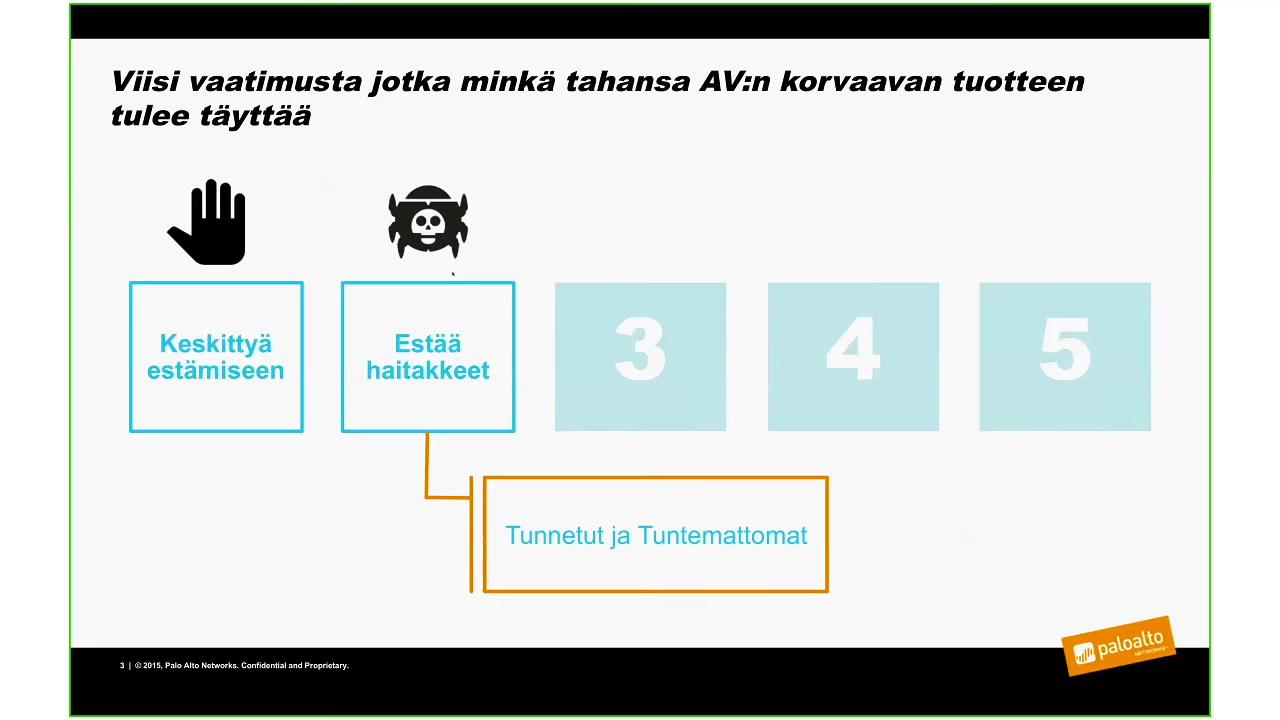 Viisi vaatimusta jotka minkä tahansa AV:n korvaavan tuotteen
tulee täyttää
Keskittyä
estämiseen
Estää
haitakkeet
3
4
5
Tunnetut ja Tuntemattomat
3 | © 2015, Palo Alto Networks. Confidential and Proprietary.
paloalto
NETWORKS